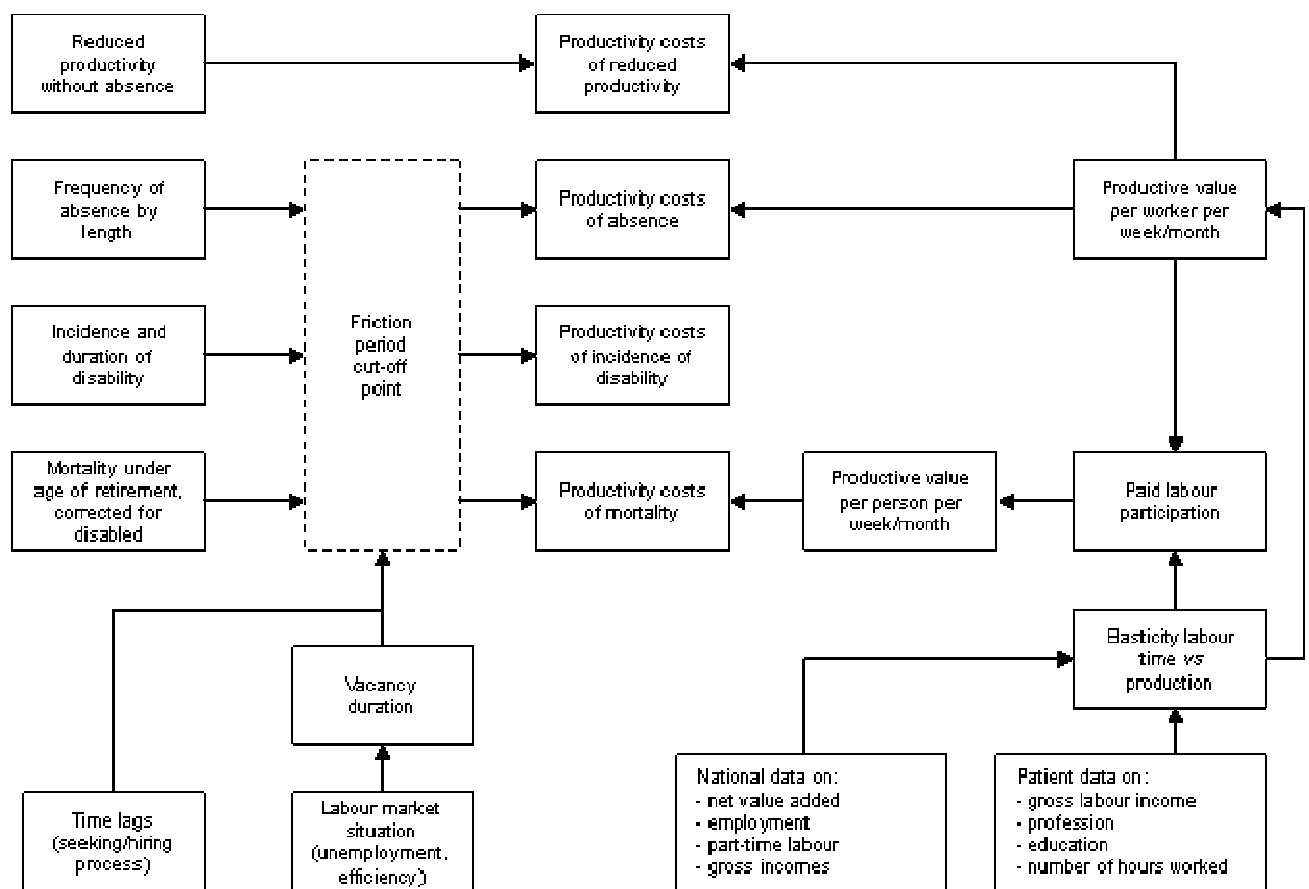 Reduced
productivity
without absence
Productivity costs
of reduced
productivity
Frequency of
absence by
length
Productivity costs
of absence
Productive value
per worker per
week/month
Incidence and
duration of
disability
Friction
period
cut-off
point
Productivity costs
of incidence of
disability
Mortality under
age of retirement,
corrected for
disabled
Productivity costs
of mortality
Productive value
per person per
week/month
Paid labour
participation
Elasticity labour
time vs
production
Vacancy
duration
Time lags
(seeking/hiring
process)
Labour market
situation
(unemployment,
efficiency)
National data on:
- net value added
- employment
- part-time labour
- gross incomes
Patient data on:
- gross labour income
- profession
- education
- number of hours worked